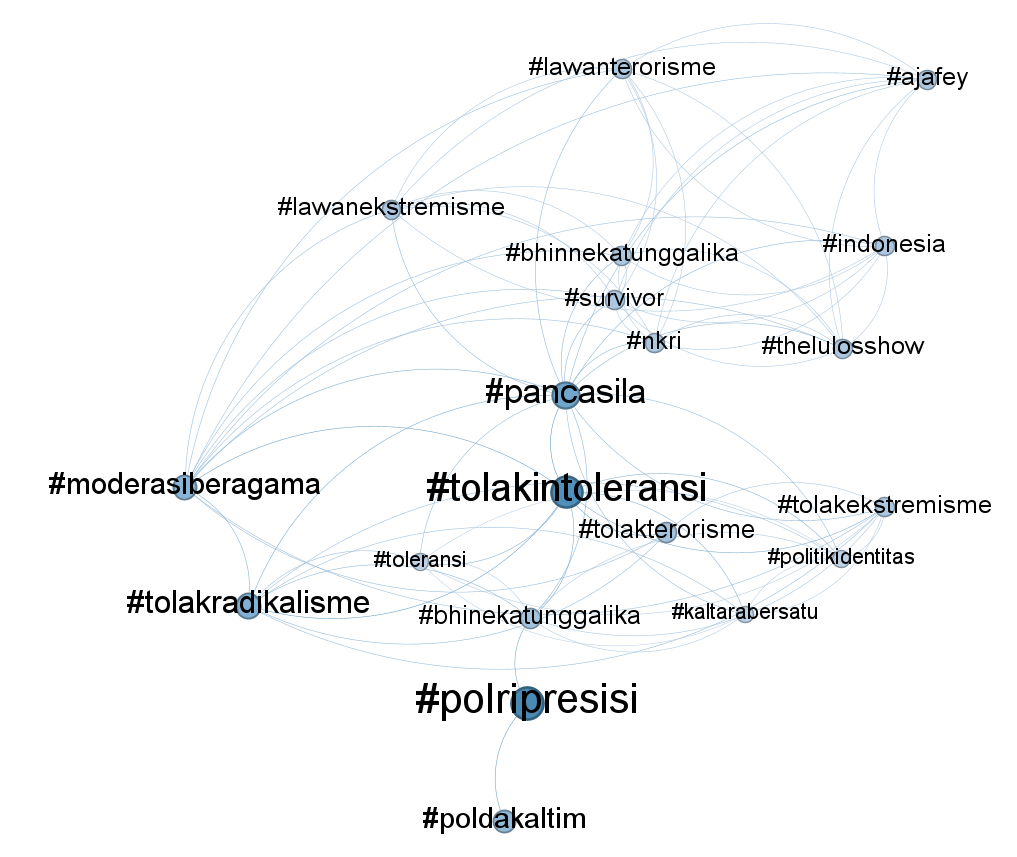 #lawanterorisme
#ajafey
#lawanekstremisme
#indonesia
#bhinnekatunggalika
#survivor
#nkri
#thelulosshow
#pancasila
#moderasiberagama
#tolakintoleransi
#tolakekstremisme
#tolakterorisme
#politikidentitas
#toleransi
#tolakradikalisme
#bhinekatunggalika
#kaltarabersatu
#polripresisi
#poldakaltim